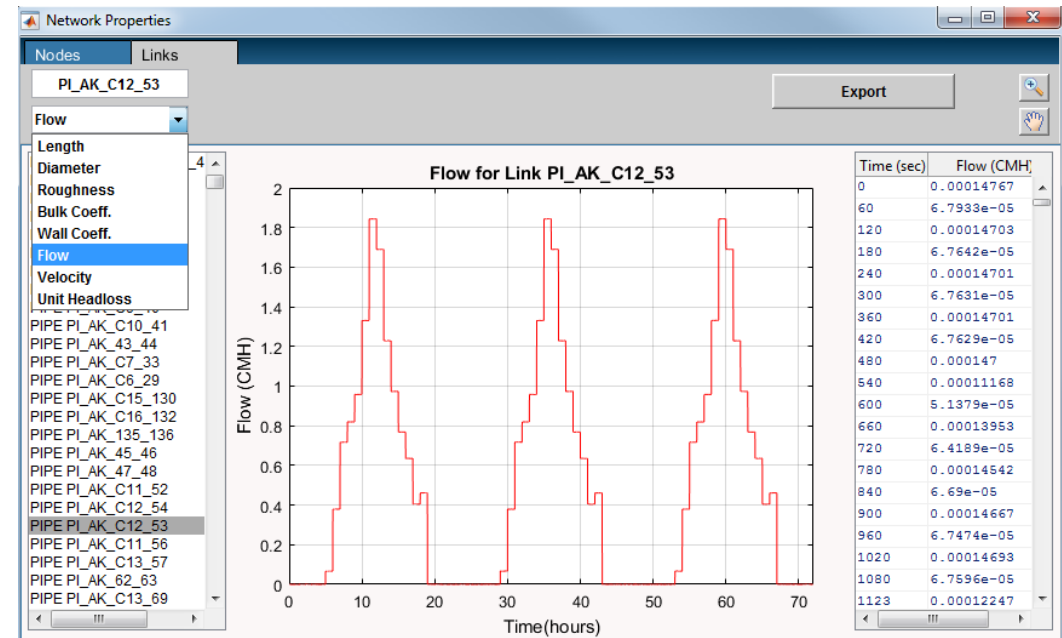 Network Properties
Nodes Links
PI_AK_C12_53
Export
Flow
Length
Diameter
Roughness
Bulk Coeff.
Wall Coeff.
Flow
Velocity
Unit Headloss
_4
PIPE PI_AK_C10_41
PIPE PI_AK_43_44
PIPE PI_AK_C7_33
PIPE PI_AK_C6_29
PIPE PI_AK_C15_130
PIPE PI_AK_C16_132
PIPE PI_AK_135_136
PIPE PI_AK_45_46
PIPE PI_AK_47_48
PIPE PI_AK_C11_52
PIPE PI_AK_C12_54
PIPE PI_AK_C12_53
PIPE PI_AK_C11_56
PIPE PI_AK_C13_57
PIPE PI_AK_62_63
PIPE PI_AK_C13_69
Flow for Link PI_AK_C12_53
Flow (CMH)
2
1.8
1.6
1.4
1.2
1
0.8
0.6
0.4
0.2
0
0 10 20 30 40 50 60 70
Time(hours)
Time (sec) Flow (CMH)
0 0.00014767
60 6.7933e-05
120 0.00014703
180 6.7642e-05
240 0.00014701
300 6.7631e-05
360 0.00014701
420 6.7629e-05
480 0.000147
540 0.00011168
600 5.1379e-05
660 0.00013953
720 6.4189e-05
780 0.00014542
840 6.69e-05
900 0.00014667
960 6.7474e-05
1020 0.00014693
1080 6.7596e-05
1123 0.00012247